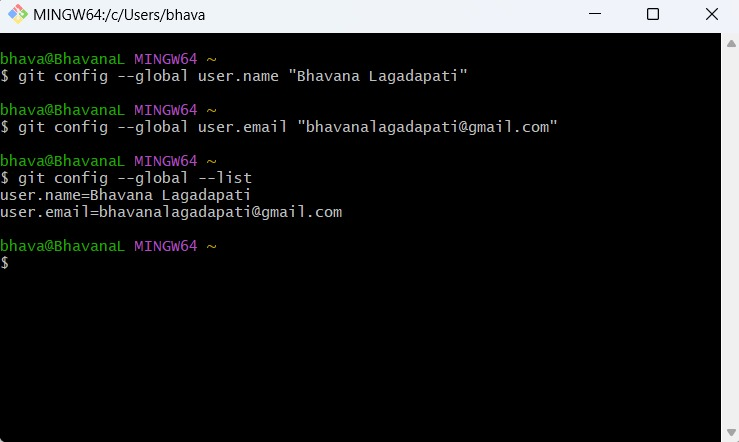 MINGW64:/c/Users/bhava
bhava@BhavanaL MINGW64 ~
$ git config --global user.name "Bhavana Lagadapati"
bhava@BhavanaL MINGW64 ~
$ git config --global user.email "bhavanalagadapati@gmail.com"
bhava@BhavanaL MINGW64 ~
$ git config --global --list
user.name=Bhavana Lagadapati
user.email=bhavanalagadapati@gmail.com
bhava@BhavanaL MINGW64 ~
$